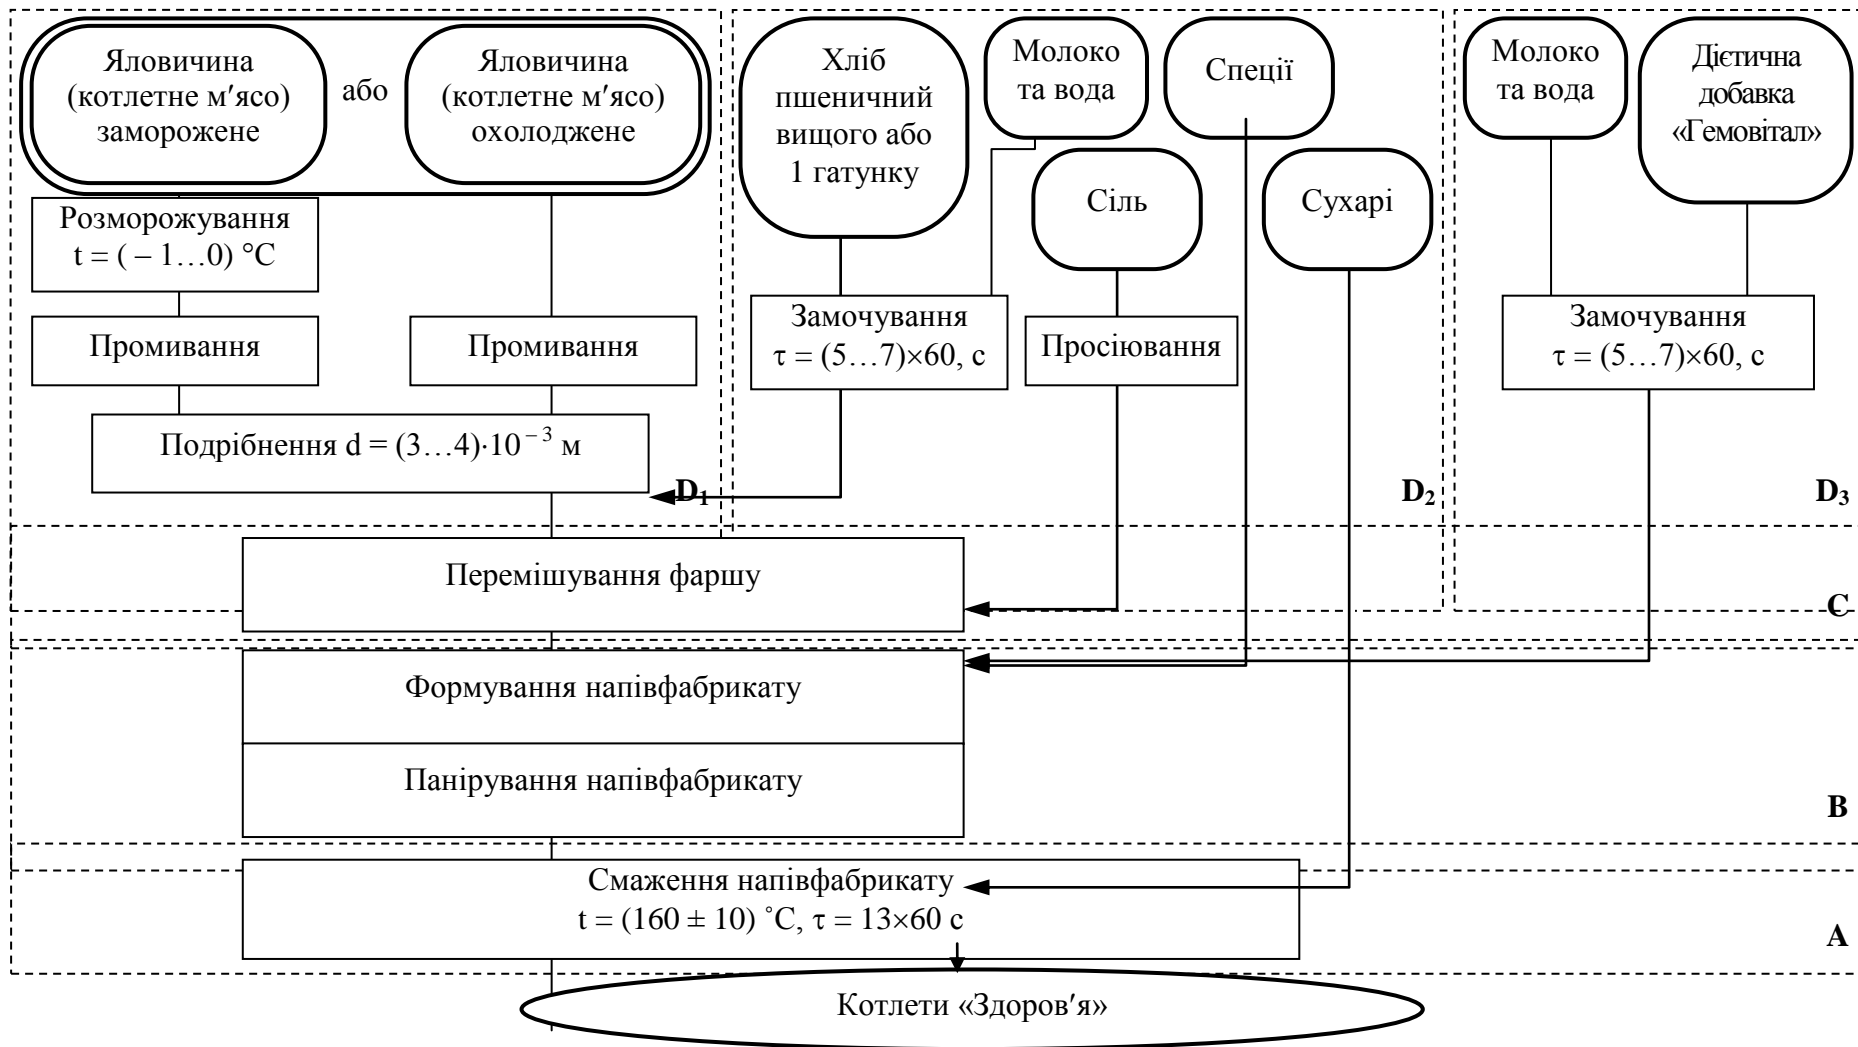 Яловичина
(котлетне м′ясо)
заморожене
або
Яловичина
(котлетне м′ясо)
охолоджене
Хліб
пшеничний
вищого або
1 гатунку
Молоко
та вода
Спеції
Сіль
Сухарі
Молоко
та вода
Дієтична
добавка
«Гемовітал»
Розморожування
t = ( – 1…0) °С
Промивання
Промивання
Замочування
τ = (5…7)×60, с
Просіювання
Замочування
τ = (5…7)×60, с
Подрібнення d = (3…4)·10⁻³ м
D₁
D₂
D₃
Перемішування фаршу
С
Формування напівфабрикату
Панірування напівфабрикату
В
Смаження напівфабрикату
t = (160 ± 10) ˚С, τ = 13×60 с
А
Котлети «Здоров′я»